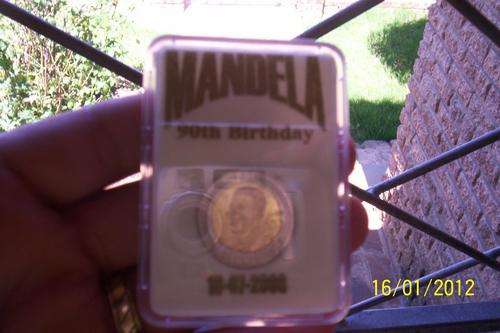 MANDELA
90th Birthday
18-07-2008
16/01/2012